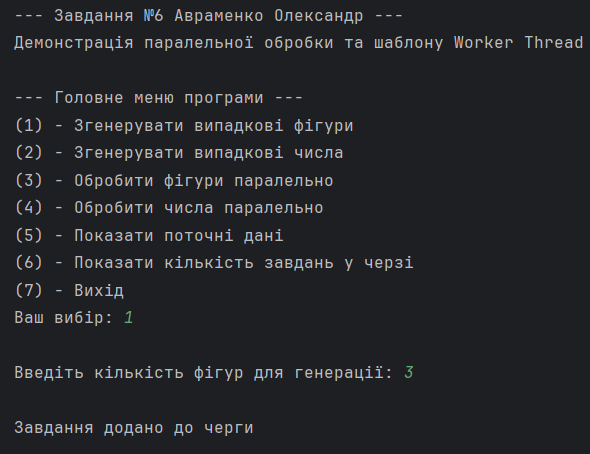 --- Завдання №6 Авраменко Олександр ---
Демонстрація паралельної обробки та шаблону Worker Thread
--- Головне меню програми ---
(1) - Згенерувати випадкові фігури
(2) - Згенерувати випадкові числа
(3) - Обробити фігури паралельно
(4) - Обробити числа паралельно
(5) - Показати поточні дані
(6) - Показати кількість завдань у черзі
(7) - Вихід
Ваш вибір: 1
Введіть кількість фігур для генерації: 3
Завдання додано до черги